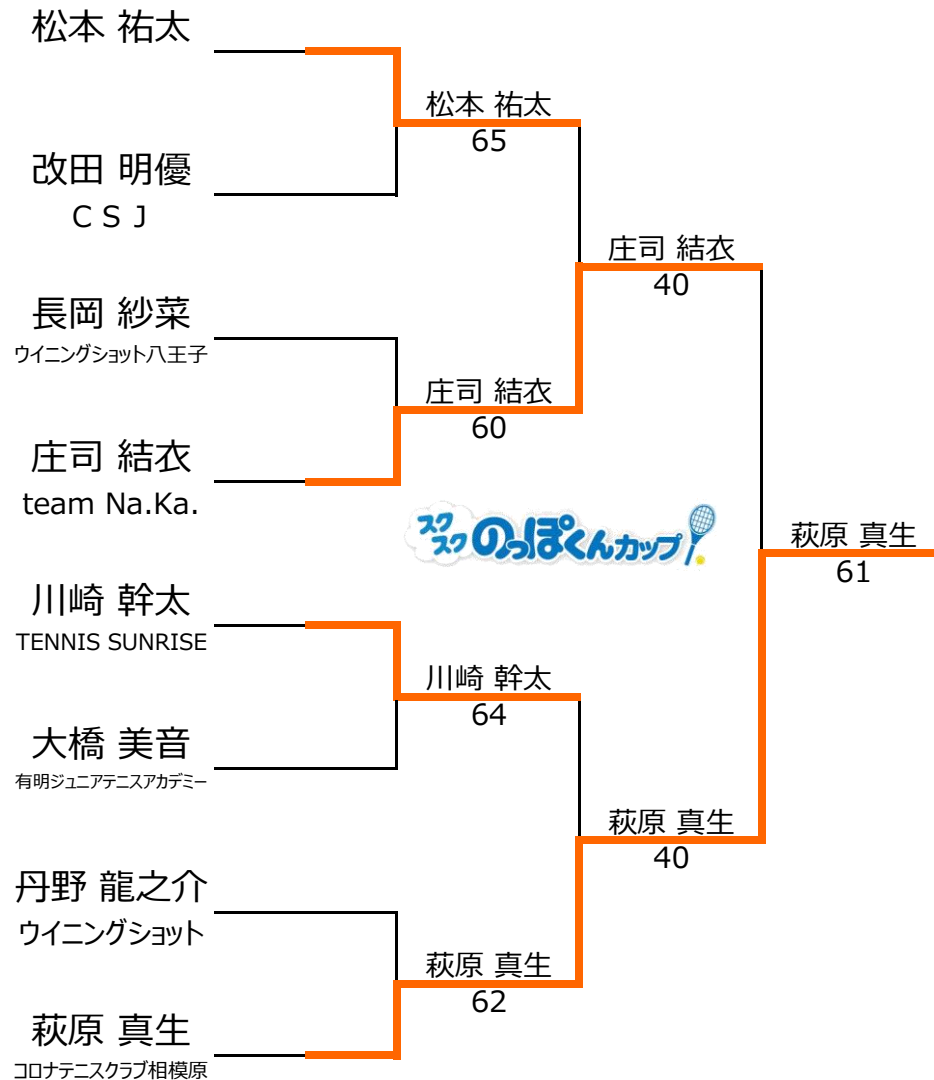 松本 祐太
改田 明優
ＣＳＪ
長岡 紗菜
ウイニングショット八王子
庄司 結衣
team Na.Ka.
川崎 幹太
TENNIS SUNRISE
大橋 美音
有明ジュニアテニスアカデミー
丹野 龍之介
ウイニングショット
萩原 真生
コロナテニスクラブ相模原
松本 祐太
65
庄司 結衣
60
川崎 幹太
64
萩原 真生
62
庄司 結衣
40
萩原 真生
40
スクスクのっぽくんカップ!
萩原 真生
61